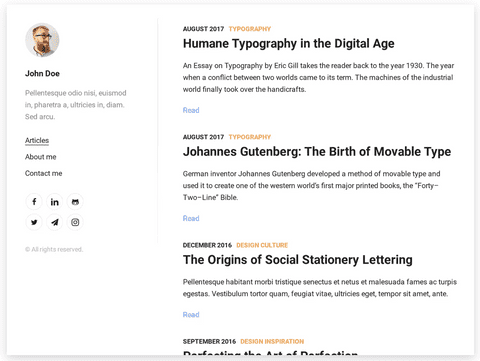 John Doe
Pellentesque odio nisi, euismod
in, pharetra a, ultricies in, diam.
Sed arcu.
Articles
About me
Contact me
© All rights reserved.
AUGUST 2017 TYPOGRAPHY
Humane Typography in the Digital Age
An Essay on Typography by Eric Gill takes the reader back to the year 1930. The year
when a conflict between two worlds came to its term. The machines of the industrial
world finally took over the handicrafts.
Read
AUGUST 2017 TYPOGRAPHY
Johannes Gutenberg: The Birth of Movable Type
German inventor Johannes Gutenberg developed a method of movable type and
used it to create one of the western world's first major printed books, the “Forty–
Two–Line” Bible.
Read
DECEMBER 2016 DESIGN CULTURE
The Origins of Social Stationery Lettering
Pellentesque habitant morbi tristique senectus et netus et malesuada fames ac turpis
egestas. Vestibulum tortor quam, feugiat vitae, ultricies eget, tempor sit amet, ante.
Read
SEPTEMBER 2016 DESIGN INSPIRATION
Perfecting the Art of Perfection